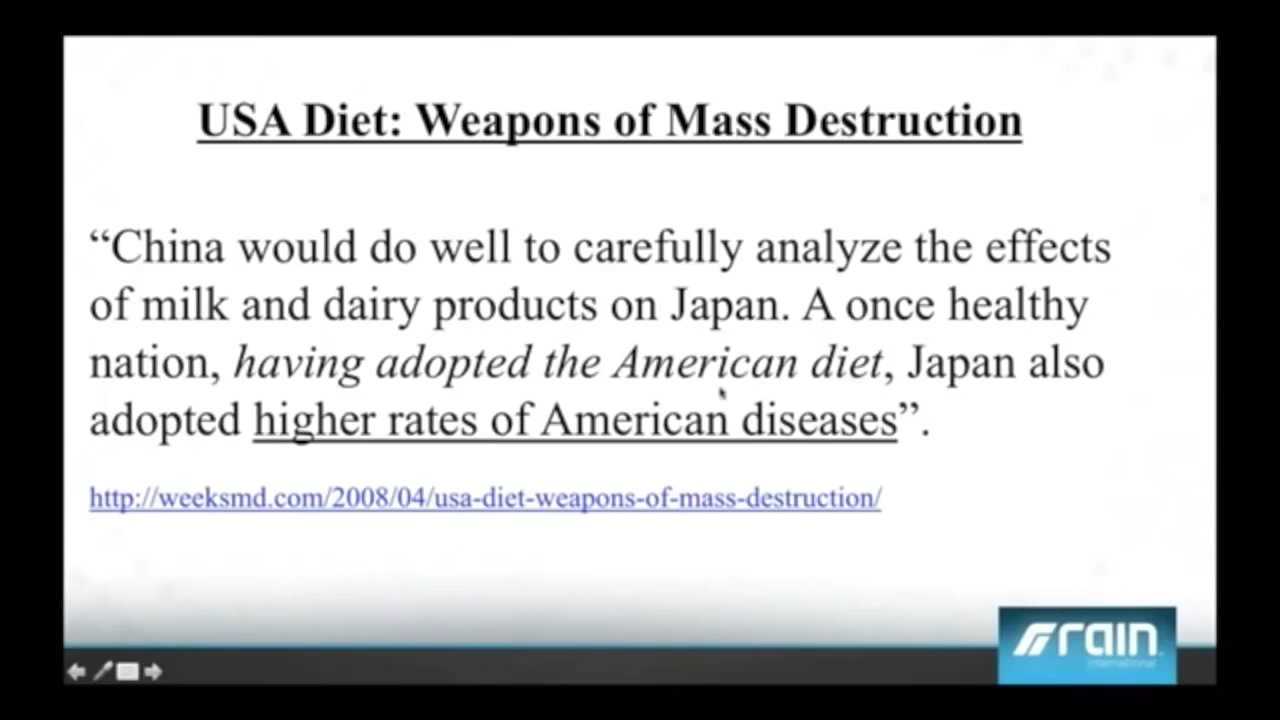 USA Diet: Weapons of Mass Destruction
“China would do well to carefully analyze the effects
of milk and dairy products on Japan. A once healthy
nation, having adopted the American diet, Japan also
adopted higher rates of American diseases”.
http://weeksmd.com/2008/04/usa-diet-weapons-of-mass-destruction/
rain
international